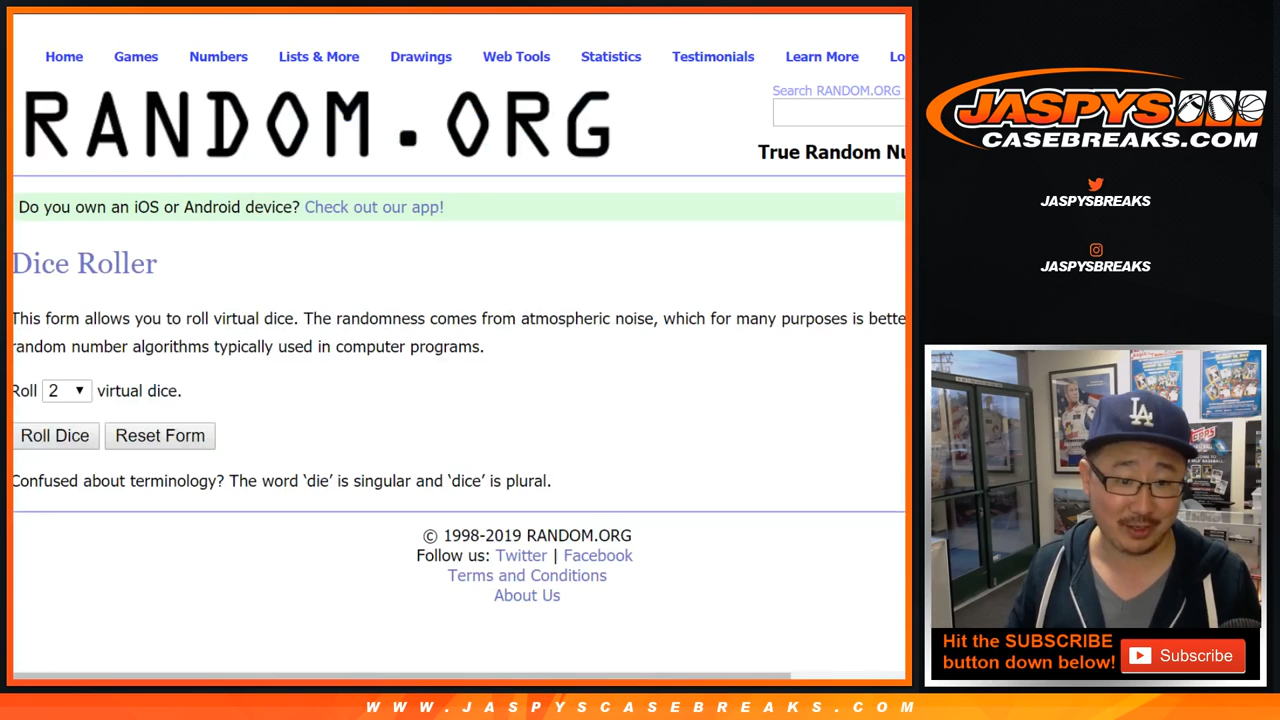 Home Games Numbers Lists & More Drawings Web Tools Statistics Testimonials Learn More Lo
RANDOM.ORG
Search RANDOM.ORG
True Random Nu
Do you own an iOS or Android device? Check out our app!
Dice Roller
This form allows you to roll virtual dice. The randomness comes from atmospheric noise, which for many purposes is bette
random number algorithms typically used in computer programs.
Roll 2 virtual dice.
Roll Dice Reset Form
Confused about terminology? The word ‘die’ is singular and ‘dice’ is plural.
© 1998-2019 RANDOM.ORG
Follow us: Twitter | Facebook
Terms and Conditions
About Us
JASPYS
CASEBREAKS.COM
JASPYSBREAKS
JASPYSBREAKS
LA
Hit the SUBSCRIBE
button down below!
Subscribe
WWW.JASPYSCASEBREAKS.COM